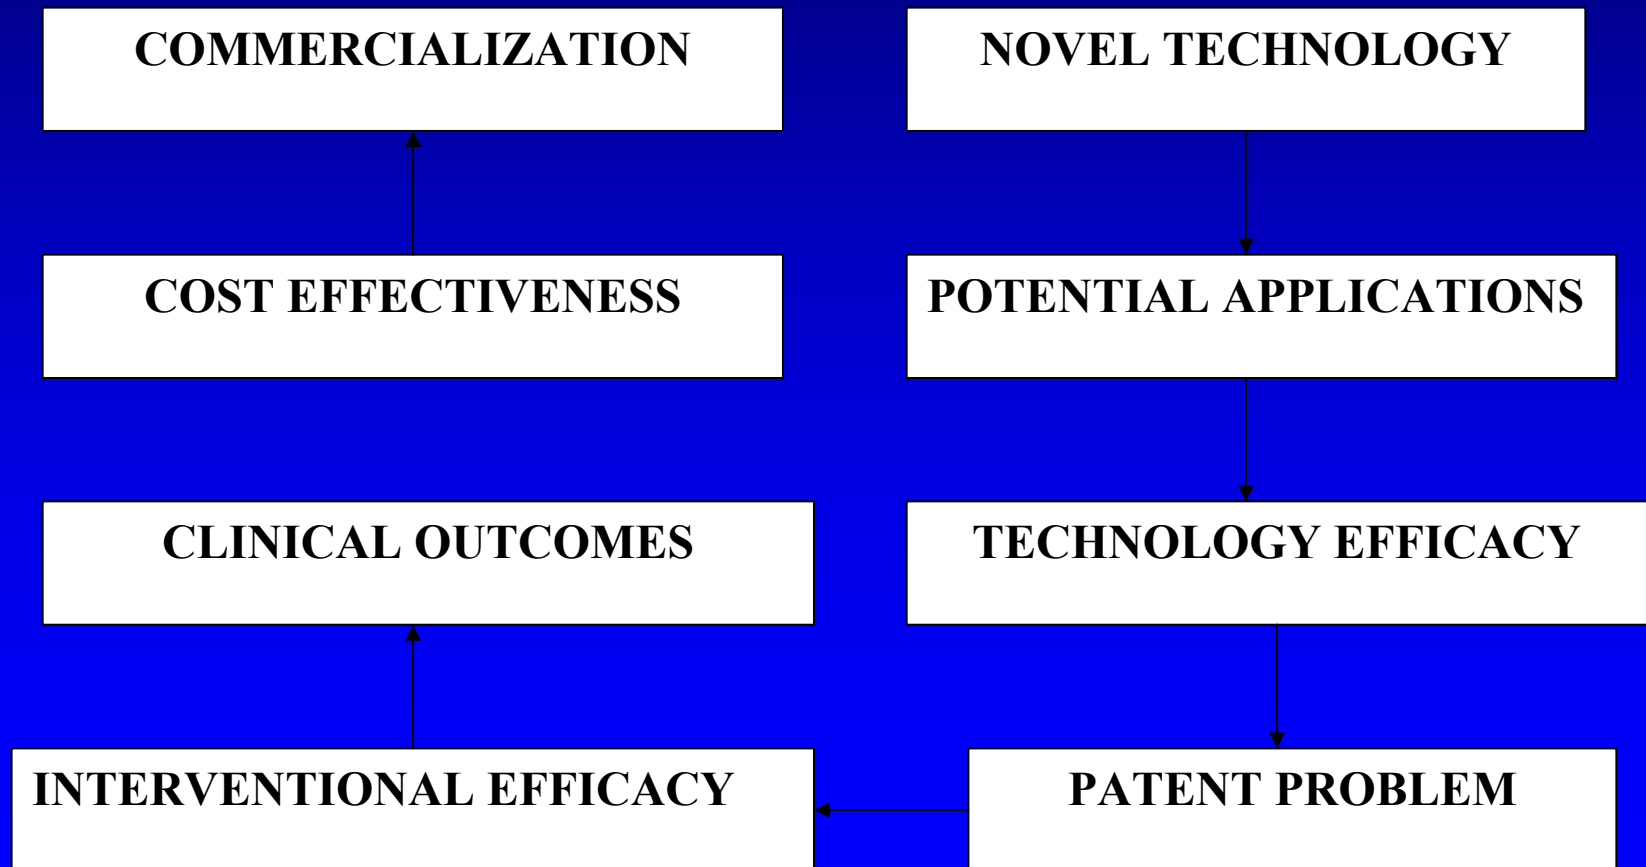 COMMERCIALIZATION
NOVEL TECHNOLOGY
COST EFFECTIVENESS
POTENTIAL APPLICATIONS
CLINICAL OUTCOMES
TECHNOLOGY EFFICACY
INTERVENTIONAL EFFICACY
PATENT PROBLEM